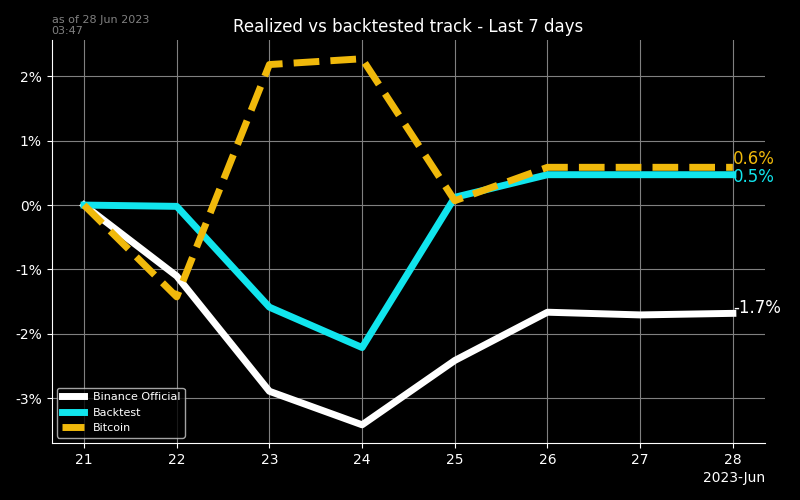 as of 28 Jun 2023
03:47
Realized vs backtested track - Last 7 days
2%
1%
0%
-1%
-2%
-3%
0.6%
0.5%
-1.7%
Binance Official
Backtest
Bitcoin
21 22 23 24 25 26 27 28
2023-Jun